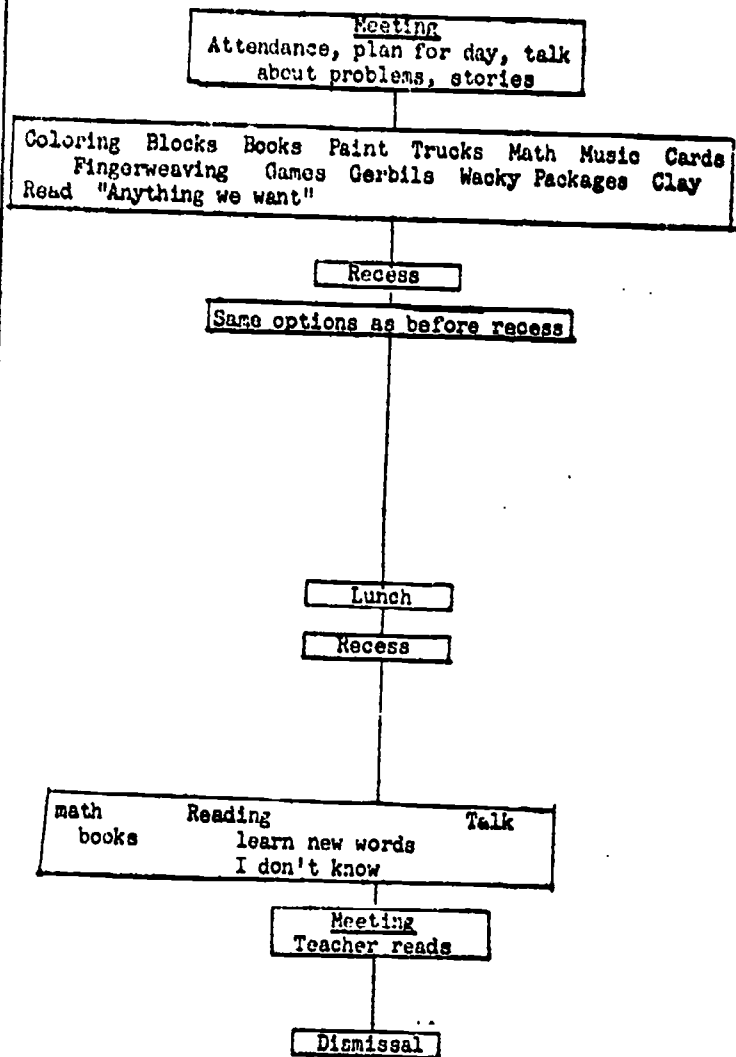 Meeting
Attendance, plan for day, talk
about problems, stories
Coloring Blocks Books Paint Trucks Math Music Cards
Fingerweaving Games Gerbils Wacky Packages Clay
Read "Anything we want"
Recess
Same options as before recess
Lunch
Recess
math Reading Talk
books learn new words
I don't know
Meeting
Teacher reads
Dismissal